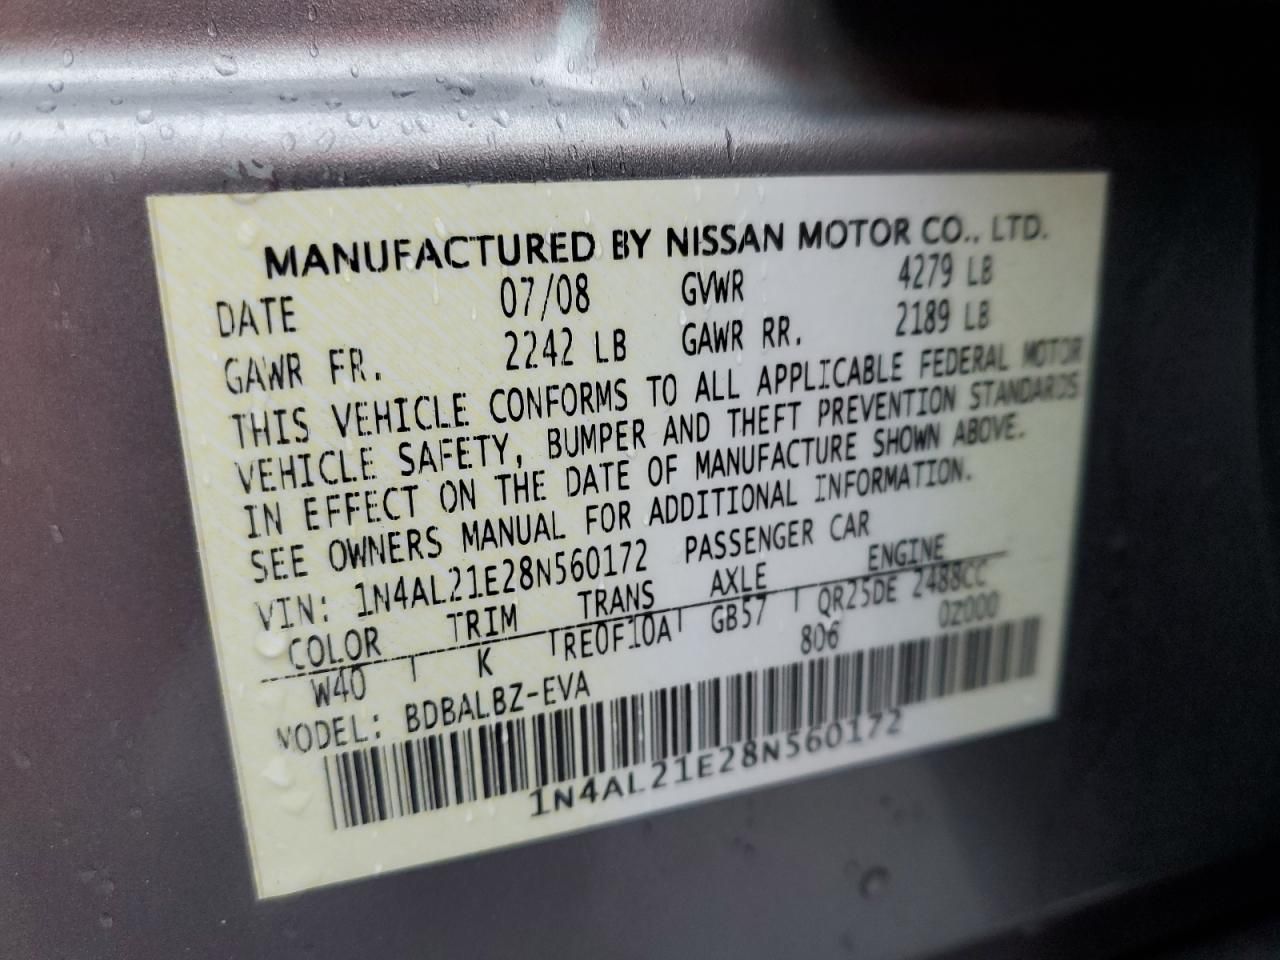 MANUFACTURED BY NISSAN MOTOR CO., LTD.
DATE 07/08 GVWR 4279 LB
GAWR FR. 2242 LB GAWR RR. 2189 LB
THIS VEHICLE CONFORMS TO ALL APPLICABLE FEDERAL MOTOR
VEHICLE SAFETY, BUMPER AND THEFT PREVENTION STANDARDS
IN EFFECT ON THE DATE OF MANUFACTURE SHOWN ABOVE.
SEE OWNERS MANUAL FOR ADDITIONAL INFORMATION.
VIN: 1N4AL21E28N560172 PASSENGER CAR
COLOR TRIM TRANS AXLE ENGINE
W40 K RE0F10A GB57 QR25DE 2488CC
MODEL: BDBALBZ-EVA 806 0Z000
1N4AL21E28N560172